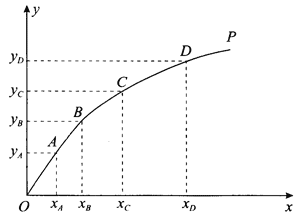 y
P
y_D D
y_C C
y_B B
y_A A
O x_A x_B x_C x_D x